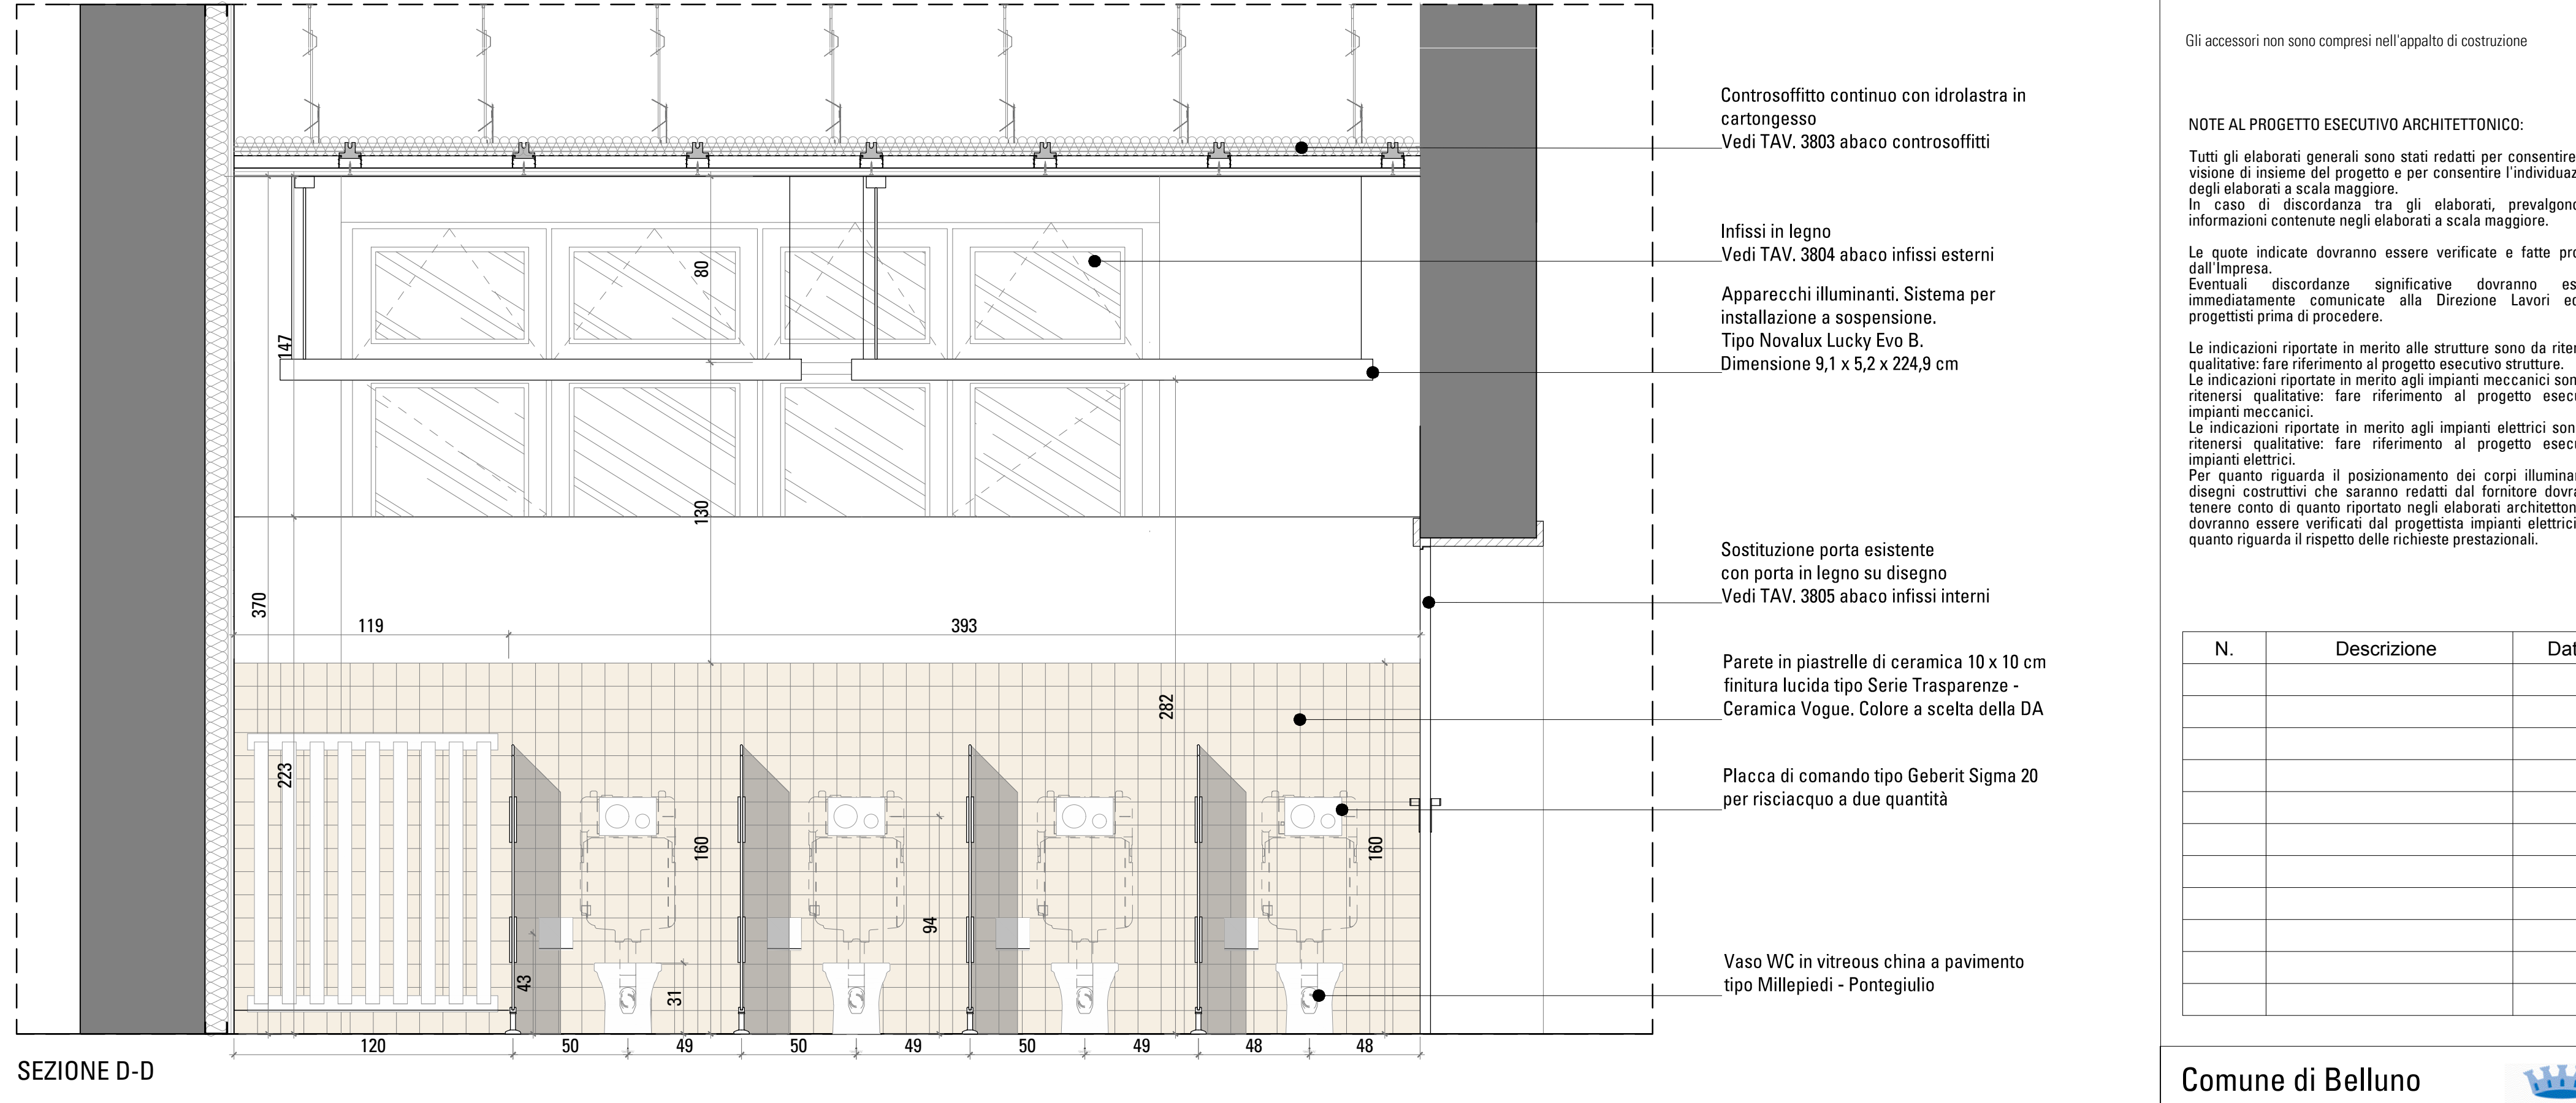 Controsoffitto continuo con idrolastra in
cartongesso
Vedi TAV. 3803 abaco controsoffitti
Infissi in legno
Vedi TAV. 3804 abaco infissi esterni
Apparecchi illuminanti. Sistema per
installazione a sospensione.
Tipo Novalux Lucky Evo B.
Dimensione 9,1 x 5,2 x 224,9 cm
Sostituzione porta esistente
con porta in legno su disegno
Vedi TAV. 3805 abaco infissi interni
Parete in piastrelle di ceramica 10 x 10 cm
finitura lucida tipo Serie Trasparenze -
Ceramica Vogue. Colore a scelta della DA
Placca di comando tipo Geberit Sigma 20
per risciacquo a due quantità
Vaso WC in vitreous china a pavimento
tipo Millepiedi - Pontegiulio
80
147
130
370
119
393
282
223
160
160
94
43
31
120
50
49
50
49
50
49
48
48
SEZIONE D-D
Gli accessori non sono compresi nell'appalto di costruzione
NOTE AL PROGETTO ESECUTIVO ARCHITETTONICO:
Tutti gli elaborati generali sono stati redatti per consentire
visione di insieme del progetto e per consentire l'individuaz
degli elaborati a scala maggiore.
In caso di discordanza tra gli elaborati, prevalgono
informazioni contenute negli elaborati a scala maggiore.
Le quote indicate dovranno essere verificate e fatte pro
dall'Impresa.
Eventuali discordanze significative dovranno es
immediatamente comunicate alla Direzione Lavori ed
progettisti prima di procedere.
Le indicazioni riportate in merito alle strutture sono da riten
qualitative: fare riferimento al progetto esecutivo strutture.
Le indicazioni riportate in merito agli impianti meccanici son
ritenersi qualitative: fare riferimento al progetto esecu
impianti meccanici.
Le indicazioni riportate in merito agli impianti elettrici son
ritenersi qualitative: fare riferimento al progetto esecu
impianti elettrici.
Per quanto riguarda il posizionamento dei corpi illumina
disegni costruttivi che saranno redatti dal fornitore dovra
tenere conto di quanto riportato negli elaborati architetton
dovranno essere verificati dal progettista impianti elettrici
quanto riguarda il rispetto delle richieste prestazionali.
N. Descrizione Dat
Comune di Belluno